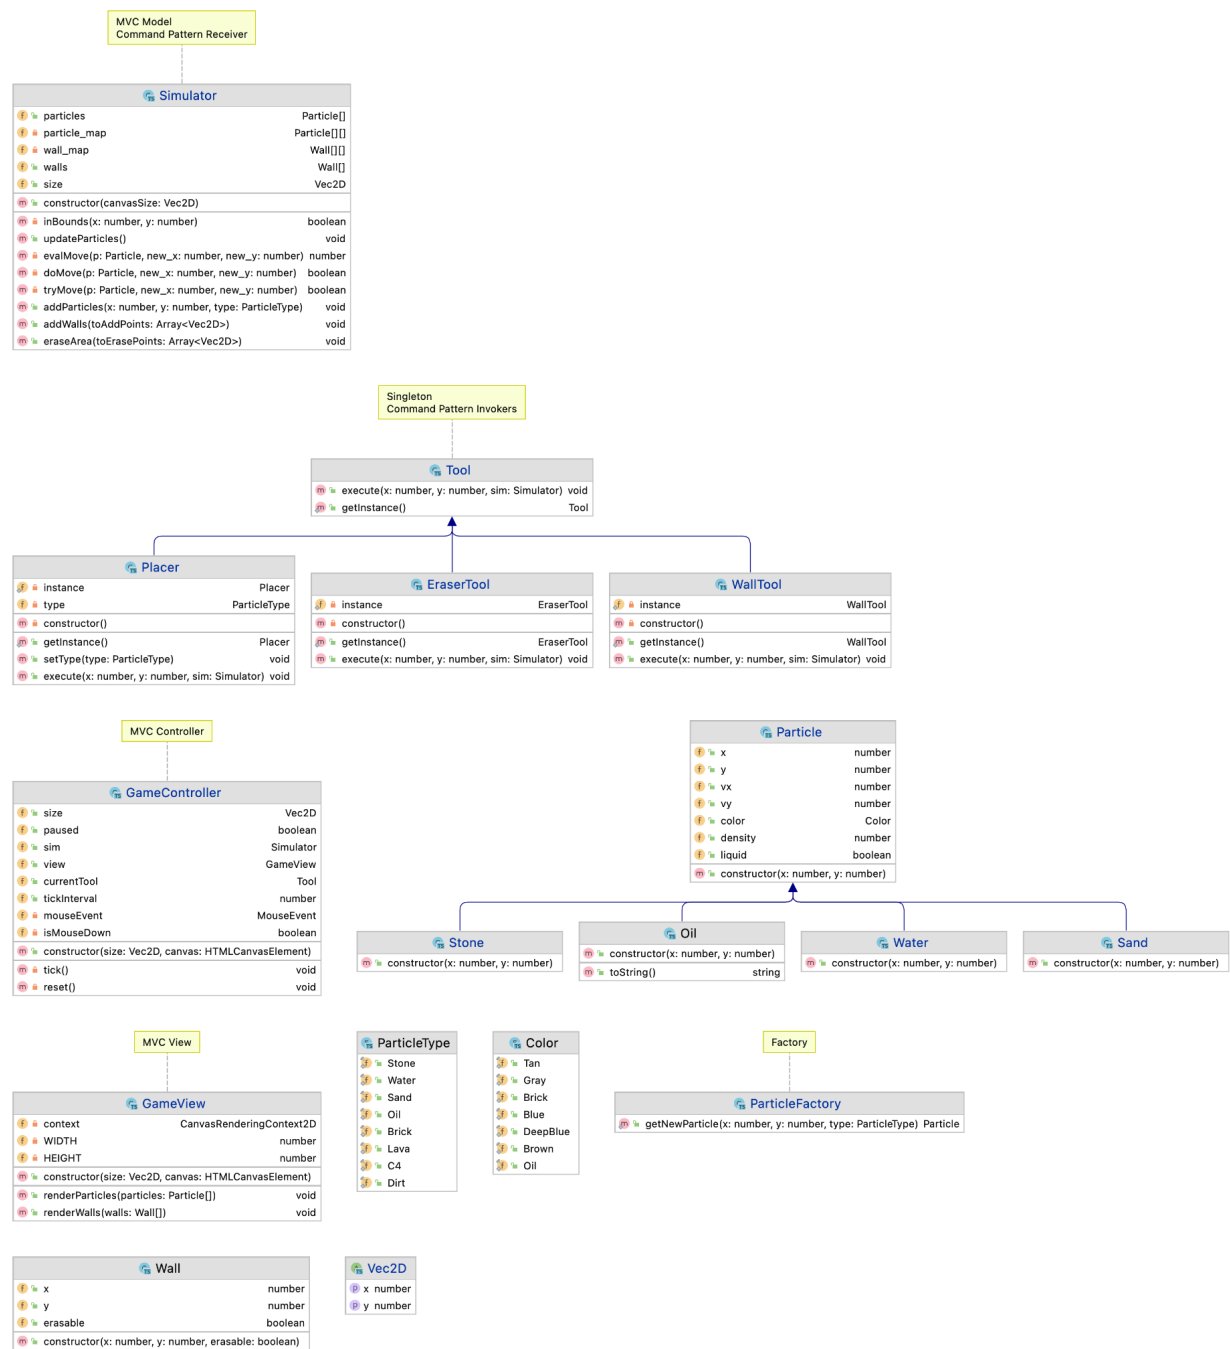 MVC Model
Command Pattern Receiver
Simulator
particles Particle[]
particle_map Particle[][]
wall_map Wall[][]
walls Wall[]
size Vec2D
constructor(canvasSize: Vec2D)
inBounds(x: number, y: number) boolean
updateParticles() void
evalMove(p: Particle, new_x: number, new_y: number) number
doMove(p: Particle, new_x: number, new_y: number) boolean
tryMove(p: Particle, new_x: number, new_y: number) boolean
addParticles(x: number, y: number, type: ParticleType) void
addWalls(toAddPoints: Array<Vec2D>) void
eraseArea(toErasePoints: Array<Vec2D>) void
Singleton
Command Pattern Invokers
Tool
execute(x: number, y: number, sim: Simulator) void
getInstance() Tool
Placer
instance Placer
type ParticleType
constructor()
getInstance() Placer
setType(type: ParticleType) void
execute(x: number, y: number, sim: Simulator) void
EraserTool
instance EraserTool
constructor()
getInstance() EraserTool
execute(x: number, y: number, sim: Simulator) void
WallTool
instance WallTool
constructor()
getInstance() WallTool
execute(x: number, y: number, sim: Simulator) void
MVC Controller
GameController
size Vec2D
paused boolean
sim Simulator
view GameView
currentTool Tool
tickInterval number
mouseEvent MouseEvent
isMouseDown boolean
constructor(size: Vec2D, canvas: HTMLCanvasElement)
tick() void
reset() void
Particle
x number
y number
vx number
vy number
color Color
density number
liquid boolean
constructor(x: number, y: number)
Stone
constructor(x: number, y: number)
Oil
constructor(x: number, y: number)
toString() string
Water
constructor(x: number, y: number)
Sand
constructor(x: number, y: number)
MVC View
GameView
context CanvasRenderingContext2D
WIDTH number
HEIGHT number
constructor(size: Vec2D, canvas: HTMLCanvasElement)
renderParticles(particles: Particle[]) void
renderWalls(walls: Wall[]) void
ParticleType
Stone
Water
Sand
Oil
Brick
Lava
C4
Dirt
Color
Tan
Gray
Brick
Blue
DeepBlue
Brown
Oil
Factory
ParticleFactory
getNewParticle(x: number, y: number, type: ParticleType) Particle
Wall
x number
y number
erasable boolean
constructor(x: number, y: number, erasable: boolean)
Vec2D
x number
y number